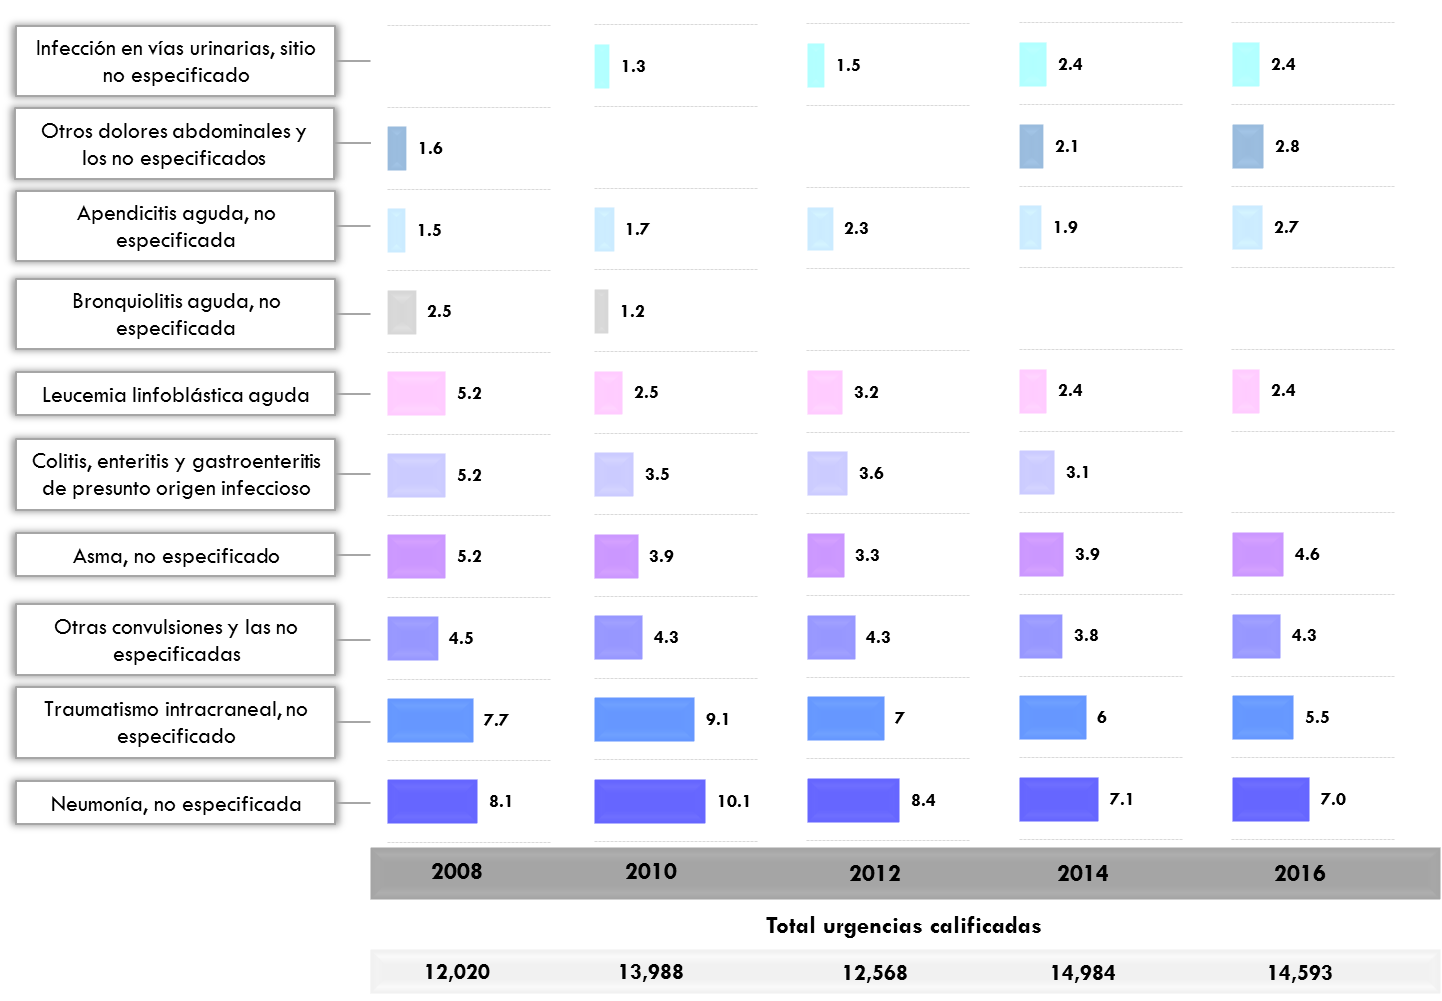 Infección en vías urinarias, sitio
no especificado
1.3
1.5
2.4
2.4
Otros dolores abdominales y
los no especificados
1.6
2.1
2.8
Apendicitis aguda, no
especificada
1.5
1.7
2.3
1.9
2.7
Bronquiolitis aguda, no
especificada
2.5
1.2
Leucemia linfoblástica aguda
5.2
2.5
3.2
2.4
2.4
Colitis, enteritis y gastroenteritis
de presunto origen infeccioso
5.2
3.5
3.6
3.1
Asma, no especificado
5.2
3.9
3.3
3.9
4.6
Otras convulsiones y las no
especificadas
4.5
4.3
4.3
3.8
4.3
Traumatismo intracraneal, no
especificado
7.7
9.1
7
6
5.5
Neumonía, no especificada
8.1
10.1
8.4
7.1
7.0
2008 2010 2012 2014 2016
Total urgencias calificadas
12,020 13,988 12,568 14,984 14,593